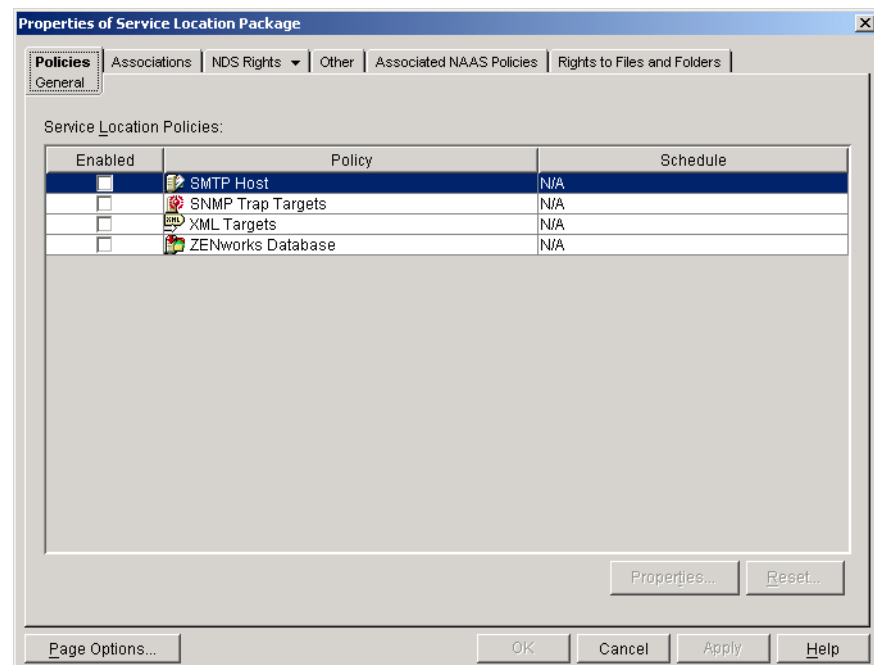 Properties of Service Location Package
Policies Associations NDS Rights Other Associated NAAS Policies Rights to Files and Folders
General
Service Location Policies:
Enabled Policy Schedule
SMTP Host N/A
SNMP Trap Targets N/A
XML Targets N/A
ZENworks Database N/A
Properties... Reset...
Page Options... OK Cancel Apply Help